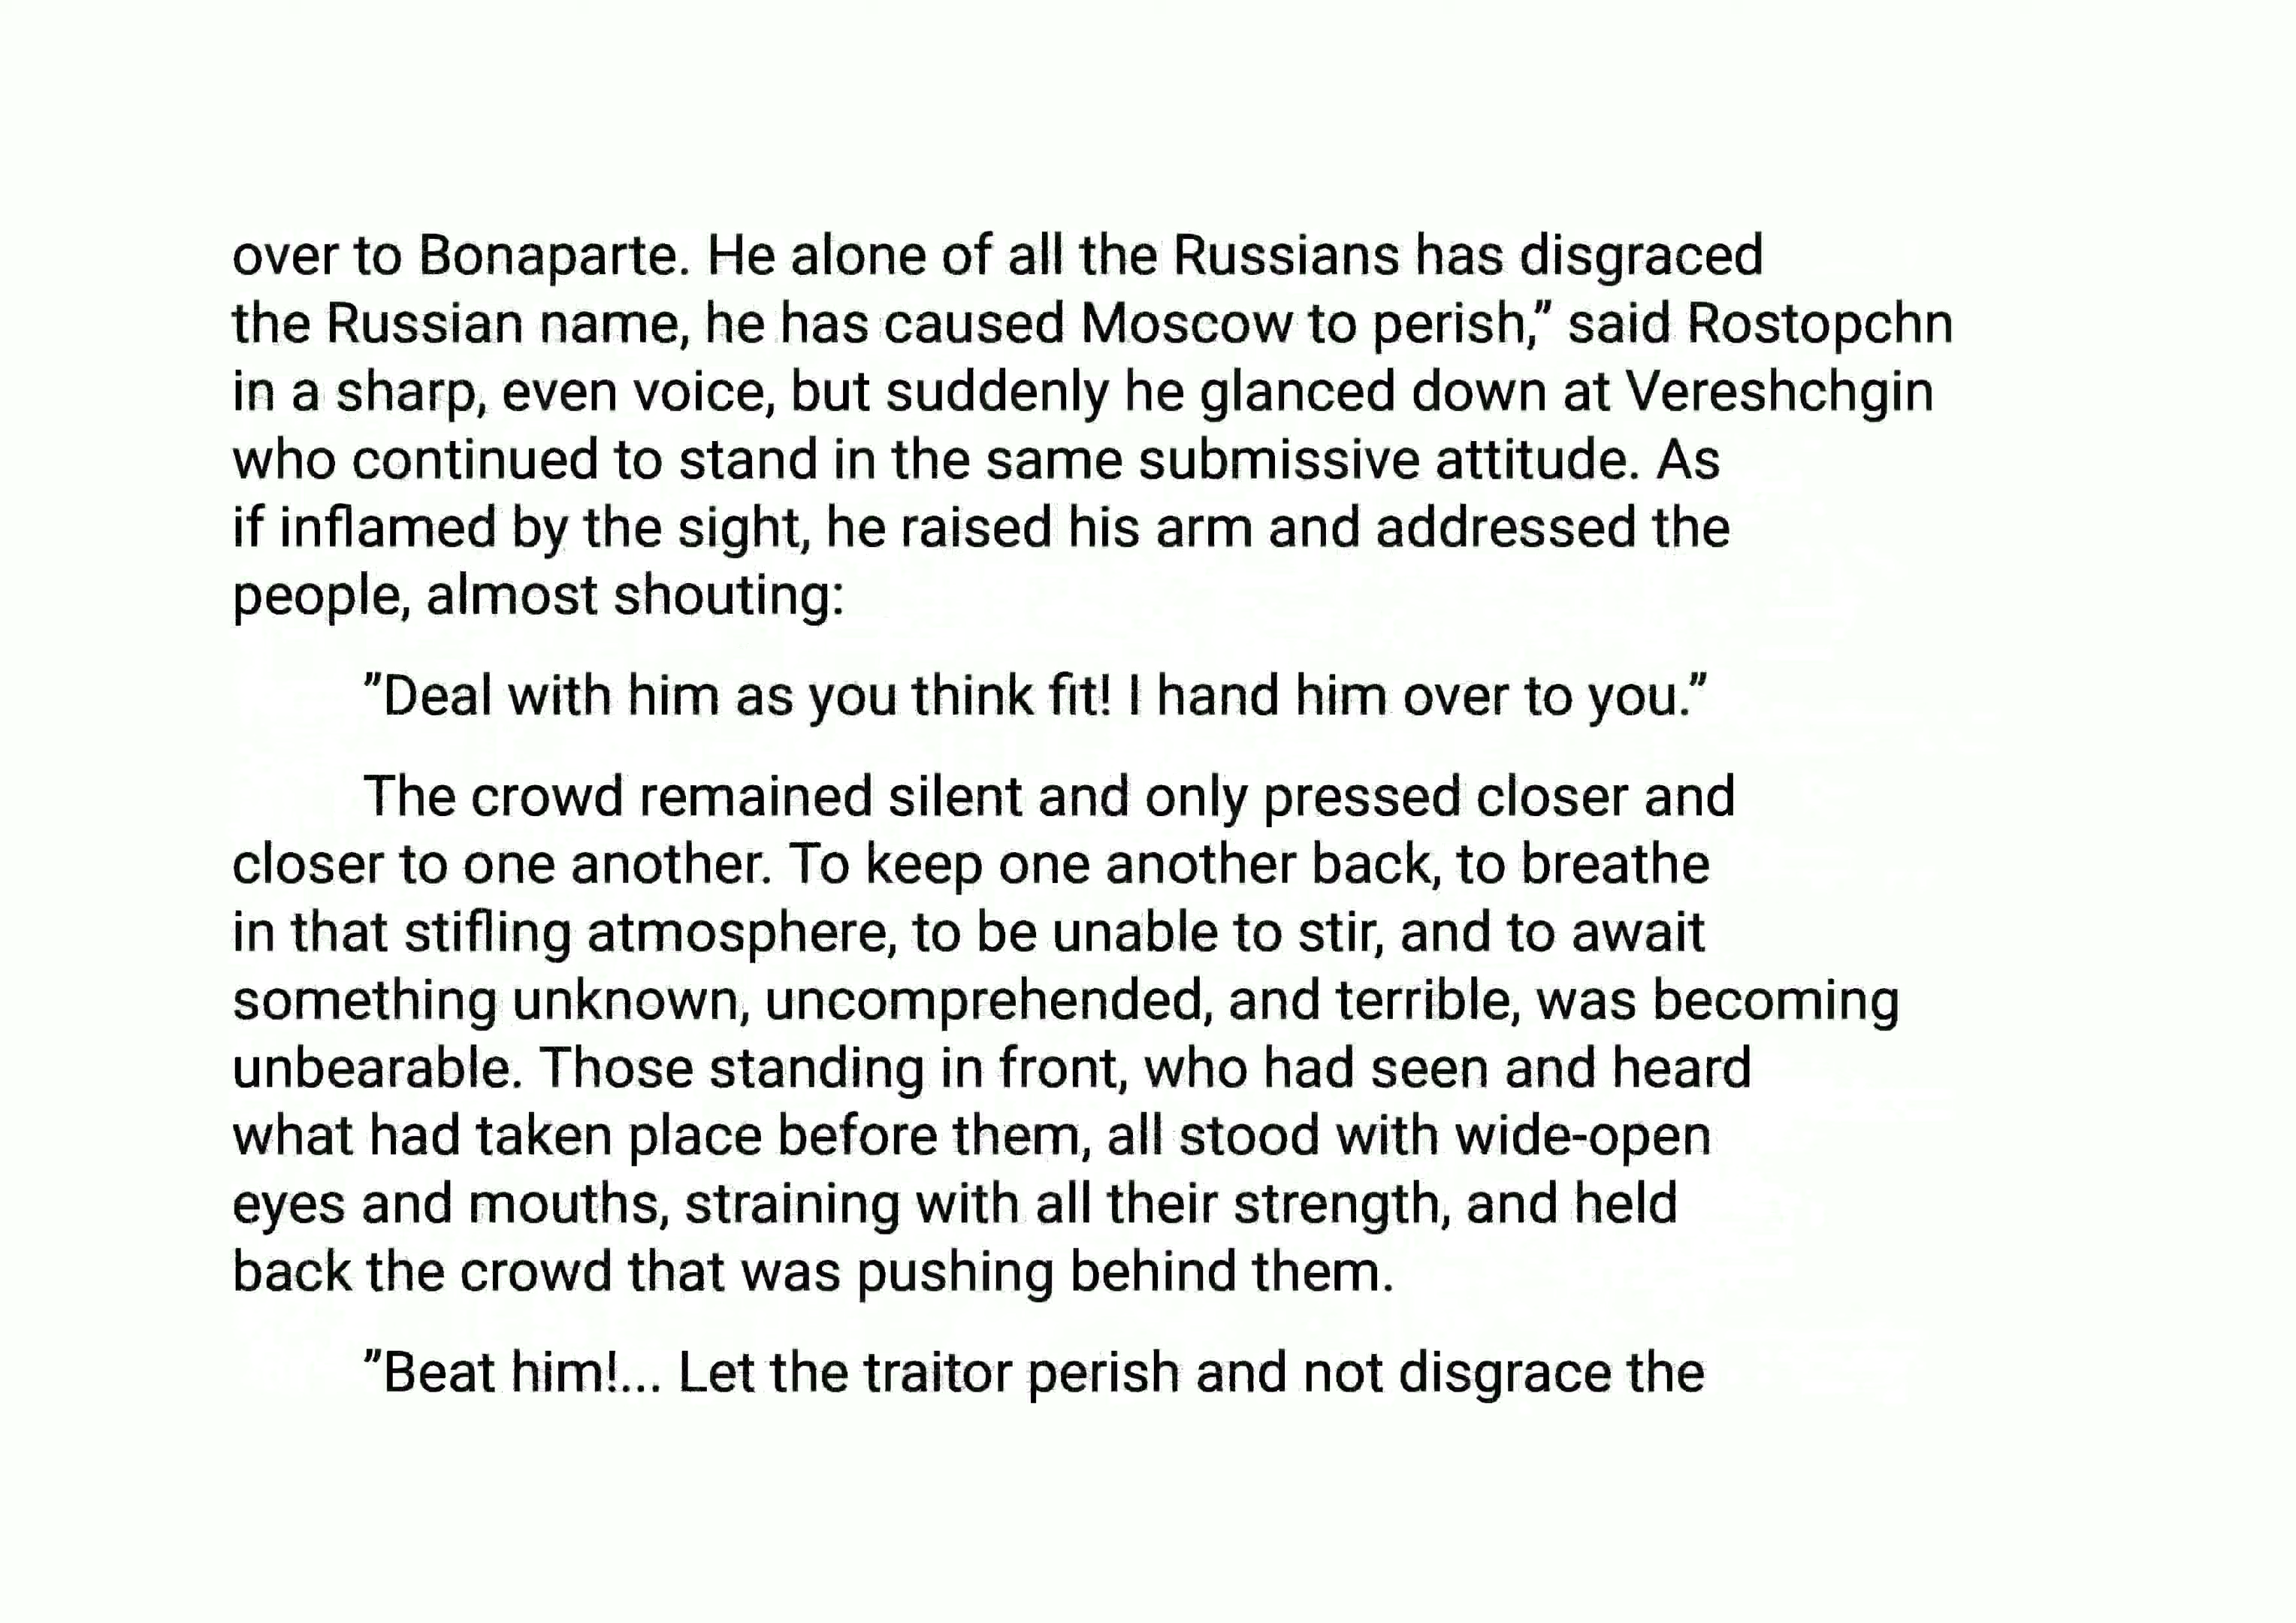 over to Bonaparte. He alone of all the Russians has disgraced
the Russian name, he has caused Moscow to perish,” said Rostopchn
in a sharp, even voice, but suddenly he glanced down at Vereshchgin
who continued to stand in the same submissive attitude. As
if inflamed by the sight, he raised his arm and addressed the
people, almost shouting:
”Deal with him as you think fit! I hand him over to you.”
The crowd remained silent and only pressed closer and
closer to one another. To keep one another back, to breathe
in that stifling atmosphere, to be unable to stir, and to await
something unknown, uncomprehended, and terrible, was becoming
unbearable. Those standing in front, who had seen and heard
what had taken place before them, all stood with wide-open
eyes and mouths, straining with all their strength, and held
back the crowd that was pushing behind them.
”Beat him!... Let the traitor perish and not disgrace the